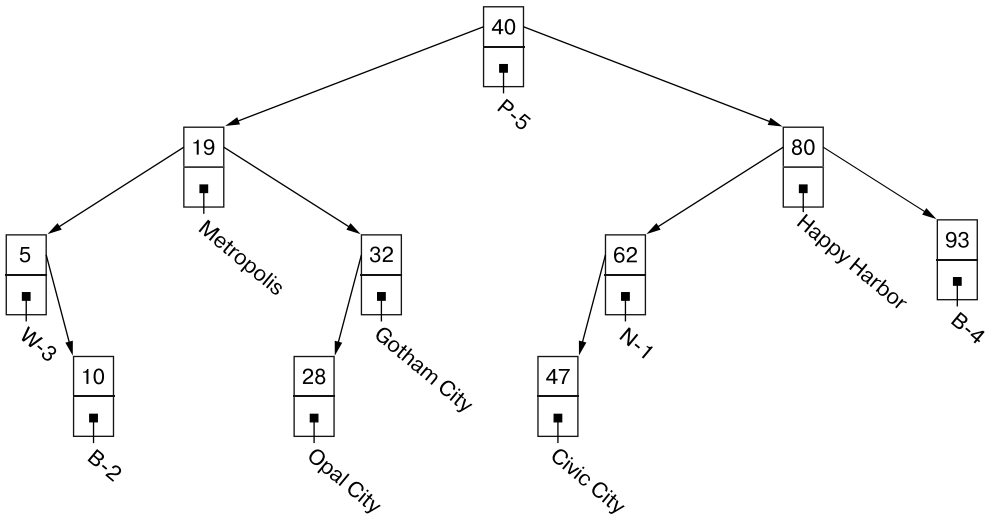 40
P-5
19
Metropolis
80
Happy Harbor
5
W-3
32
Gotham City
62
N-1
93
B-4
10
B-2
28
Opal City
47
Civic City